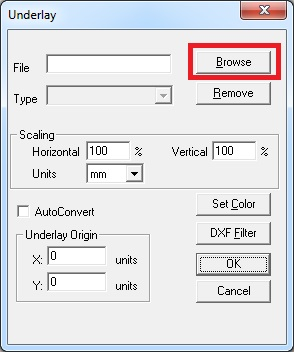 Underlay
File
Browse
Type
Remove
Scaling
Horizontal 100 % Vertical 100 %
Units mm
Set Color
AutoConvert
DXF Filter
Underlay Origin
X: 0 units
OK
Y: 0 units
Cancel